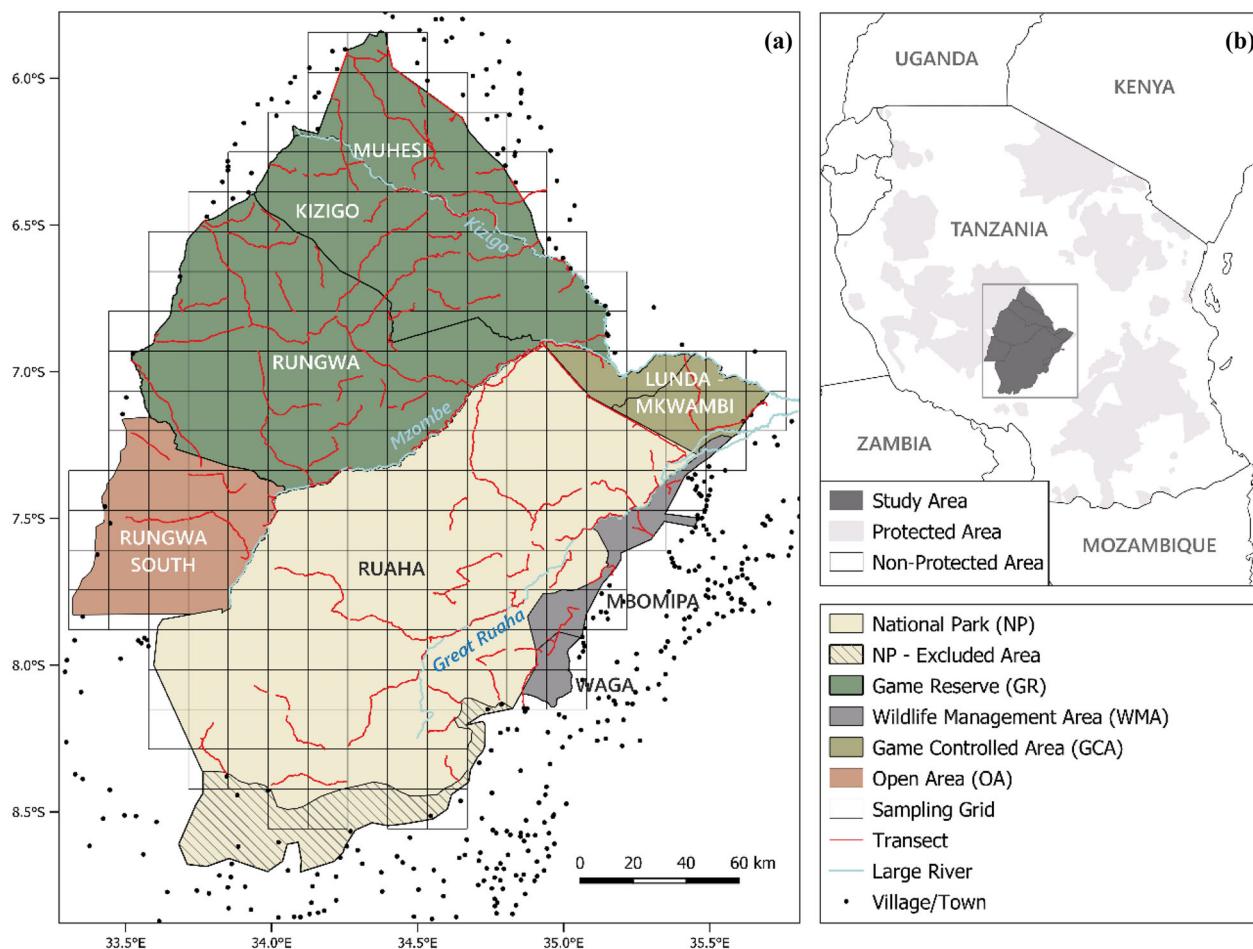 (a)
6.0°S
6.5°S
7.0°S
7.5°S
8.0°S
8.5°S
MUHESI
KIZIGO
Kizigo
RUNGWA
LUNDA -
MKWAMBI
Mzombe
RUNGWA
SOUTH
RUAHA
MBOMIPA
Great Ruaha
WAGA
0 20 40 60 km
33.5°E 34.0°E 34.5°E 35.0°E 35.5°E
(b)
UGANDA
KENYA
TANZANIA
ZAMBIA
MOZAMBIQUE
Study Area
Protected Area
Non-Protected Area
National Park (NP)
NP - Excluded Area
Game Reserve (GR)
Wildlife Management Area (WMA)
Game Controlled Area (GCA)
Open Area (OA)
Sampling Grid
Transect
Large River
Village/Town